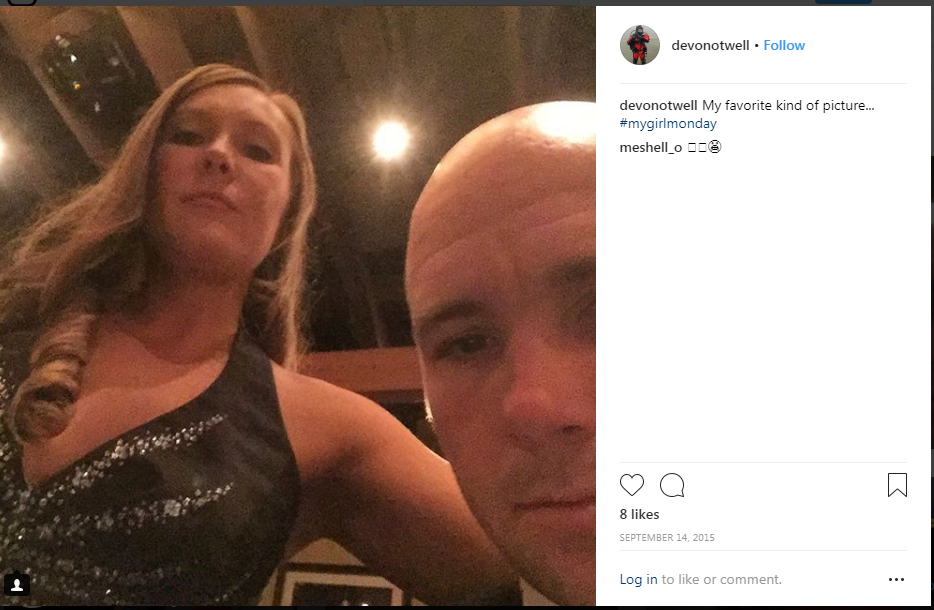 devonotwell • Follow
devonotwell My favorite kind of picture...
#mygirlmonday
meshell_o □□😭
8 likes
SEPTEMBER 14, 2015
Log in to like or comment.